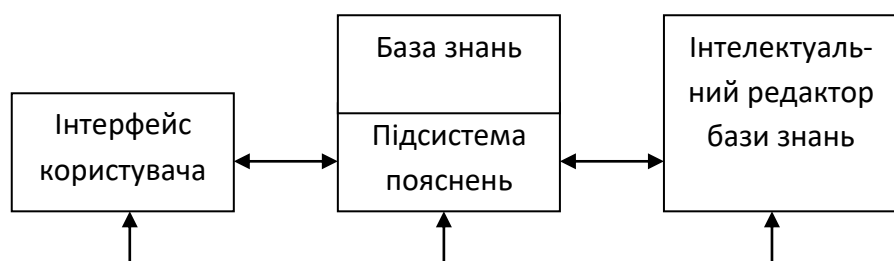 База знань
Інтелектуаль-
ний редактор
бази знань
Інтерфейс
користувача
Підсистема
пояснень